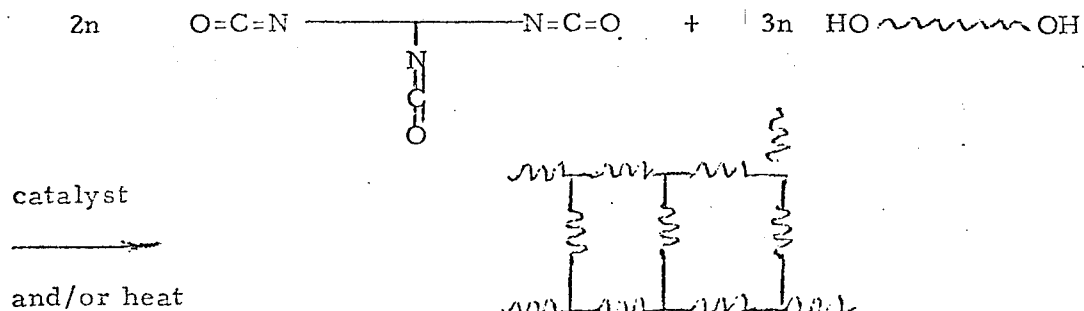 2n O=C=N N=C=O. + 3n HO OH
N
C
O
catalyst
and/or heat